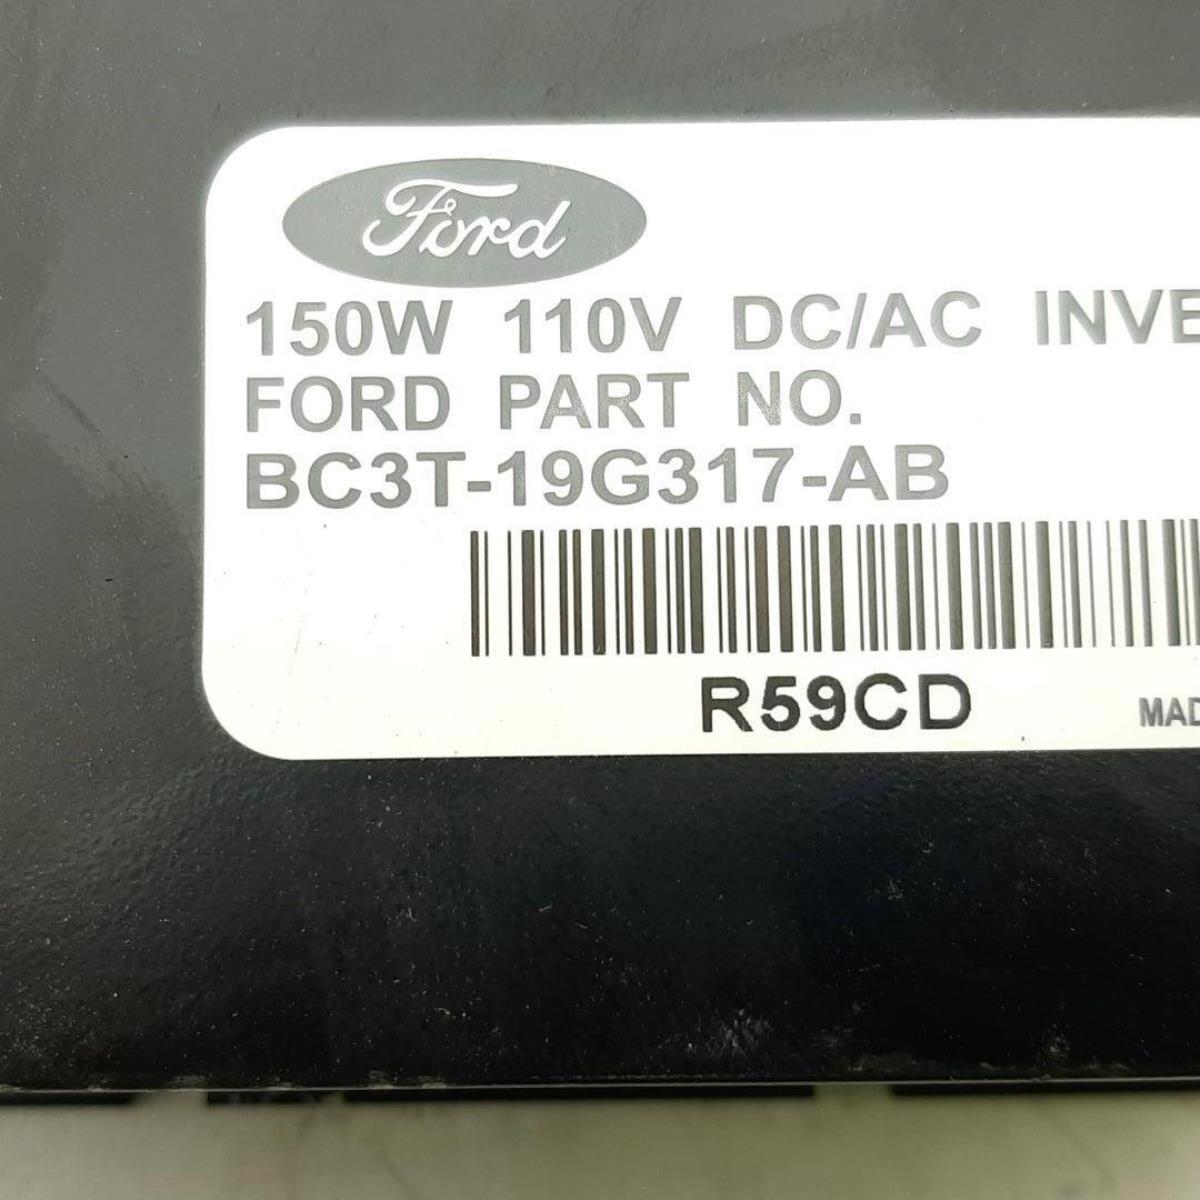 Ford
150W 110V DC/AC INVE
FORD PART NO.
BC3T-19G317-AB
R59CD
MAD